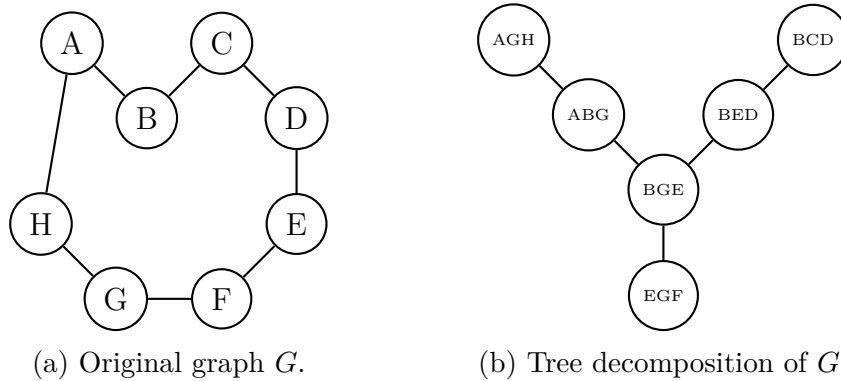 A
C
B
D
H
E
G
F
(a) Original graph G.
AGH
BCD
ABG
BED
BGE
EGF
(b) Tree decomposition of G